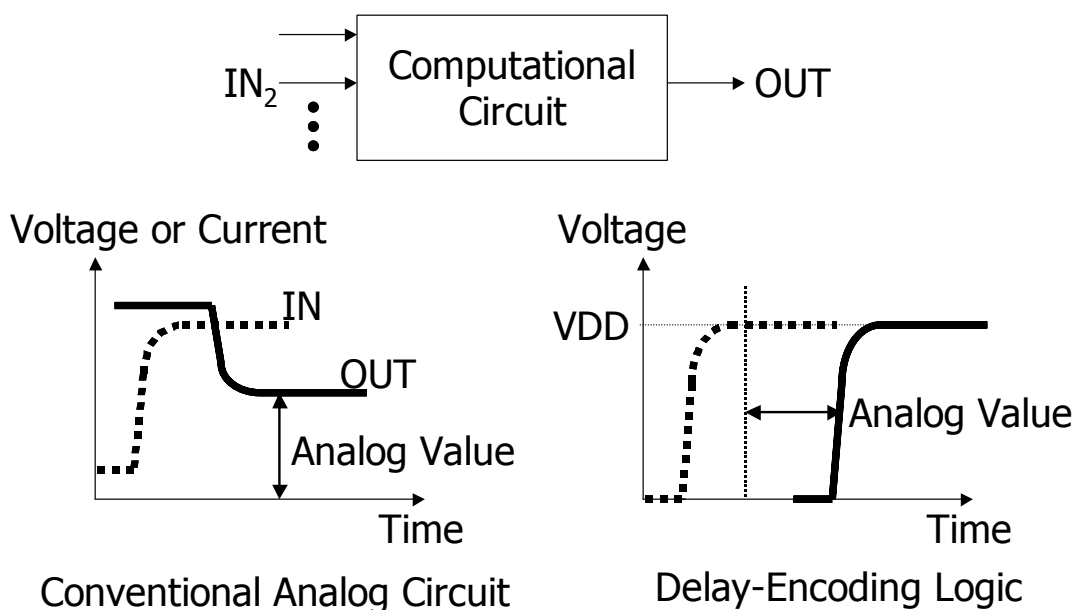 Computational
Circuit
IN2
OUT
Voltage or Current
IN
OUT
Analog Value
Time
Conventional Analog Circuit
Voltage
VDD
Analog Value
Time
Delay-Encoding Logic